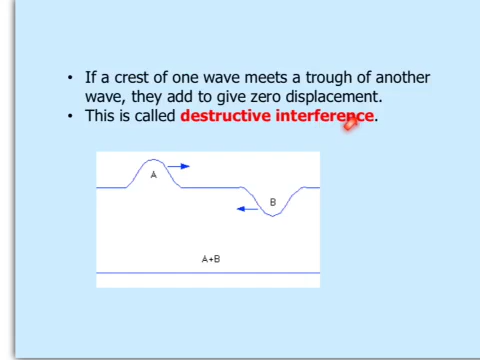 • If a crest of one wave meets a trough of another
wave, they add to give zero displacement.
• This is called destructive interference.
A
B
A+B